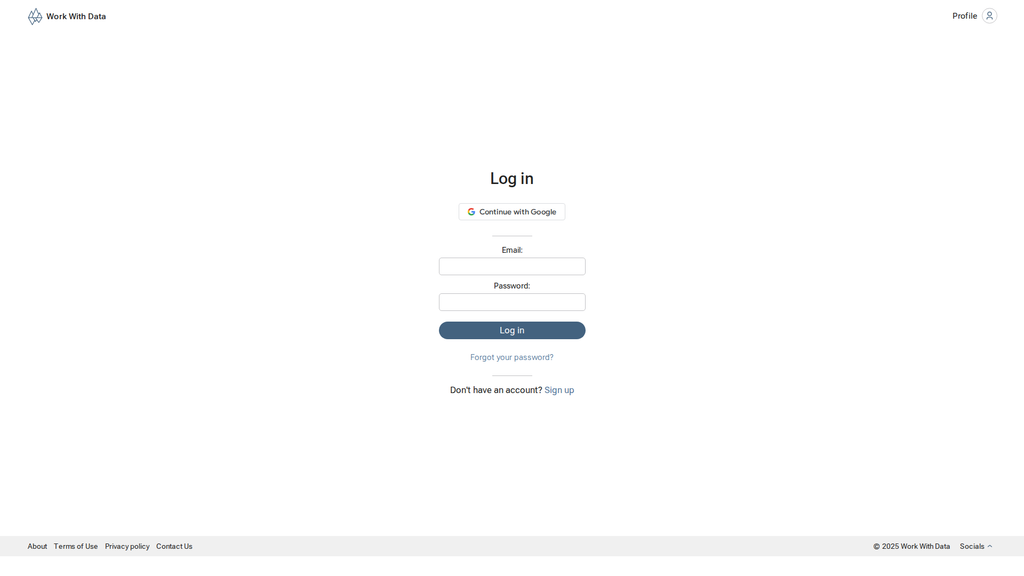 Work With Data
Profile
Log in
Continue with Google
Email:
Password:
Log in
Forgot your password?
Don't have an account? Sign up
About Terms of Use Privacy policy Contact Us
© 2025 Work With Data Socials